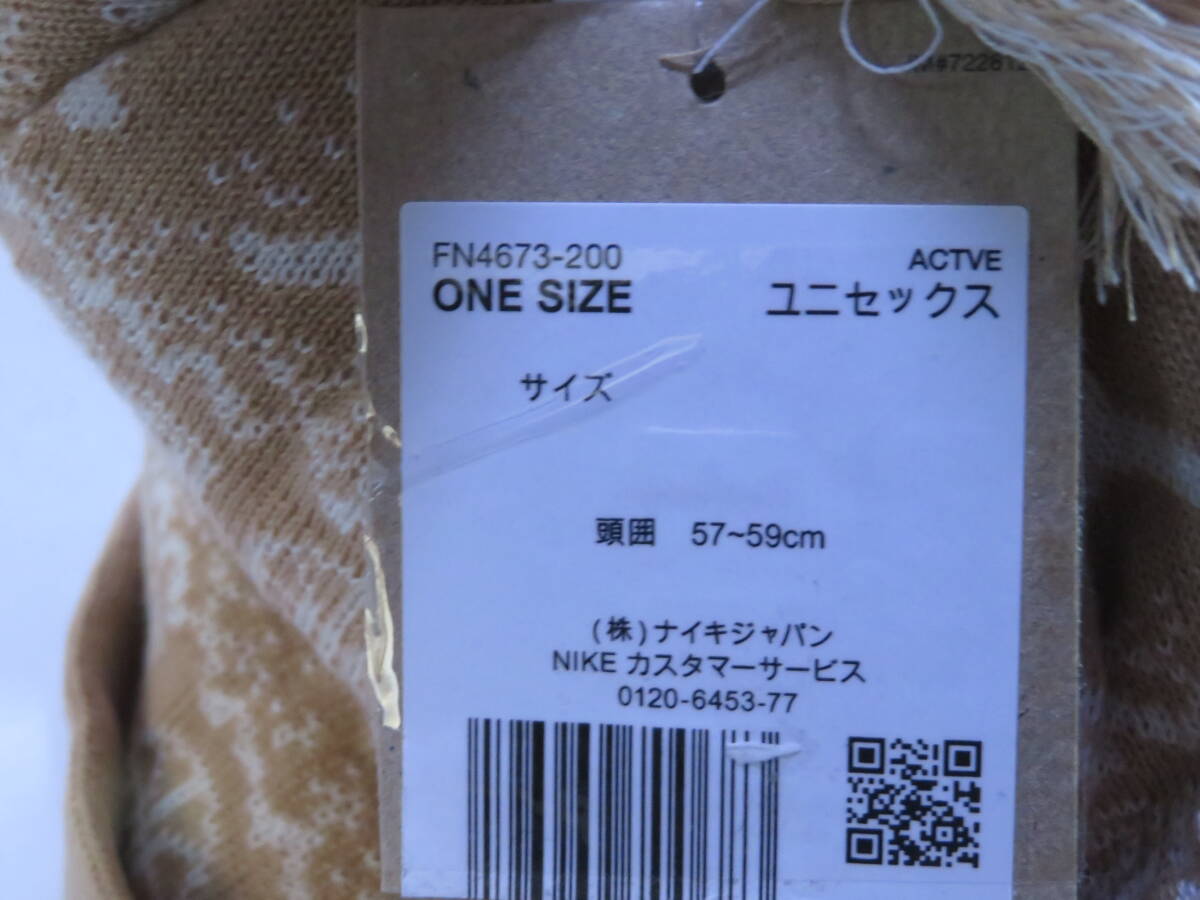 FN4673-200 ACTVE
ONE SIZE ユニセックス
サイズ
頭囲 57~59cm
(株)ナイキジャパン
NIKE カスタマーサービス
0120-6453-77